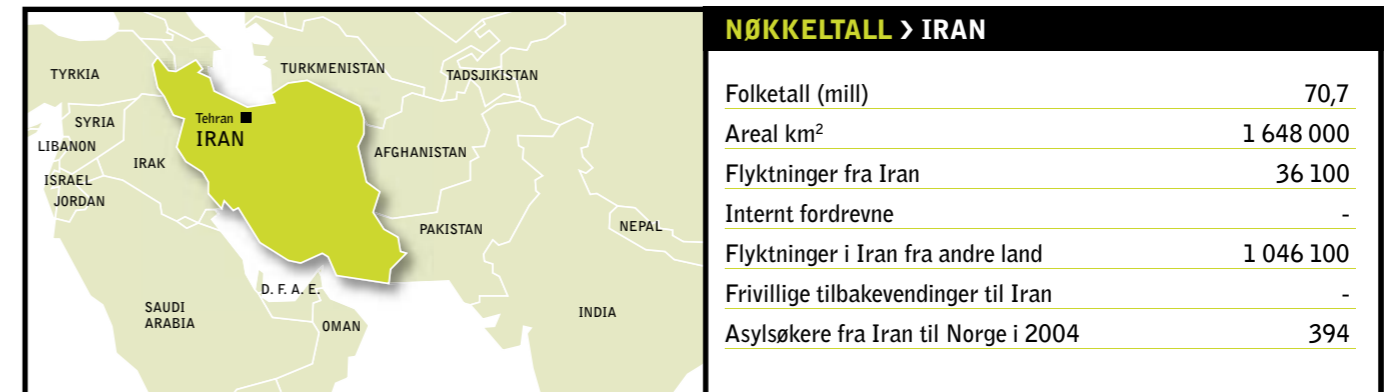 TYRKIA
TURKMENISTAN
TADSJIKISTAN
SYRIA
Tehran
LIBANON
IRAN
IRAK
AFGHANISTAN
ISRAEL
JORDAN
PAKISTAN
NEPAL
D. F. A. E.
SAUDI
ARABIA
OMAN
INDIA
NØKKELTALL > IRAN
Folketall (mill) 70,7
Areal km² 1 648 000
Flyktninger fra Iran 36 100
Internt fordrevne -
Flyktninger i Iran fra andre land 1 046 100
Frivillige tilbakevendinger til Iran -
Asylsøkere fra Iran til Norge i 2004 394